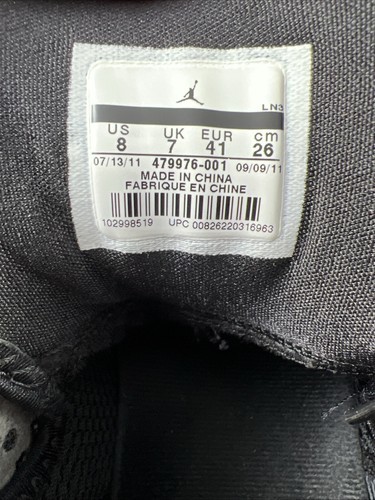 LN3
US UK EUR cm
8 7 41 26
07/13/11 479976-001 09/09/11
MADE IN CHINA
FABRIQUE EN CHINE
102998519 UPC 00826220316963